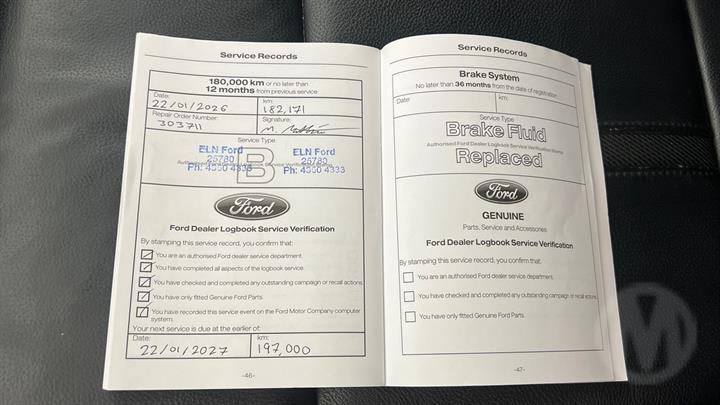 Service Records
180,000 km or no later than
12 months from previous service
Date: km:
22/01/2026 182,171
Repair Order Number: Signature:
303711
Service Type
B
ELN Ford ELN Ford
25780 25780
Authorised Ford Dealer Logbook Service Verification Stamp
Ph: 4350 4333 Ph: 4350 4333
Ford
Ford Dealer Logbook Service Verification
By stamping this service record, you confirm that:
You are an authorised Ford dealer service department.
You have completed all aspects of the logbook service.
You have checked and completed any outstanding campaign or recall actions.
You have only fitted Genuine Ford Parts.
You have recorded this service event on the Ford Motor Company computer
system.
Your next service is due at the earlier of:
Date: km:
22/01/2027 197,000
-46-
Service Records
Brake System
No later than 36 months from the date of registration
Date: km:
Service Type
Brake Fluid
Authorised Ford Dealer Logbook Service Verification Stamp
Replaced
Ford
GENUINE
Parts, Service and Accessories
Ford Dealer Logbook Service Verification
By stamping this service record, you confirm that:
You are an authorised Ford dealer service department.
You have checked and completed any outstanding campaign or recall actions.
You have only fitted Genuine Ford Parts.
-47-
M